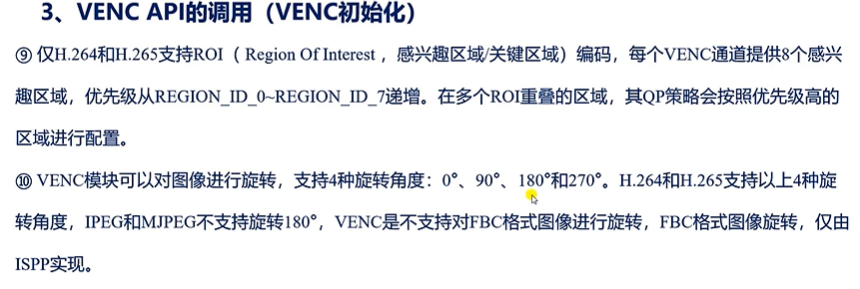 3、VENC API的调用（VENC初始化）
⑨ 仅H.264和H.265支持ROI（ Region Of Interest ，感兴趣区域/关键区域）编码，每个VENC通道提供8个感兴
趣区域，优先级从REGION_ID_0~REGION_ID_7递增。在多个ROI重叠的区域，其QP策略会按照优先级高的
区域进行配置。
⑩ VENC模块可以对图像进行旋转，支持4种旋转角度：0°、90°、180°和270°。H.264和H.265支持以上4种旋
转角度，IPEG和MJPEG不支持旋转180°，VENC是不支持对FBC格式图像进行旋转，FBC格式图像旋转，仅由
ISPP实现。